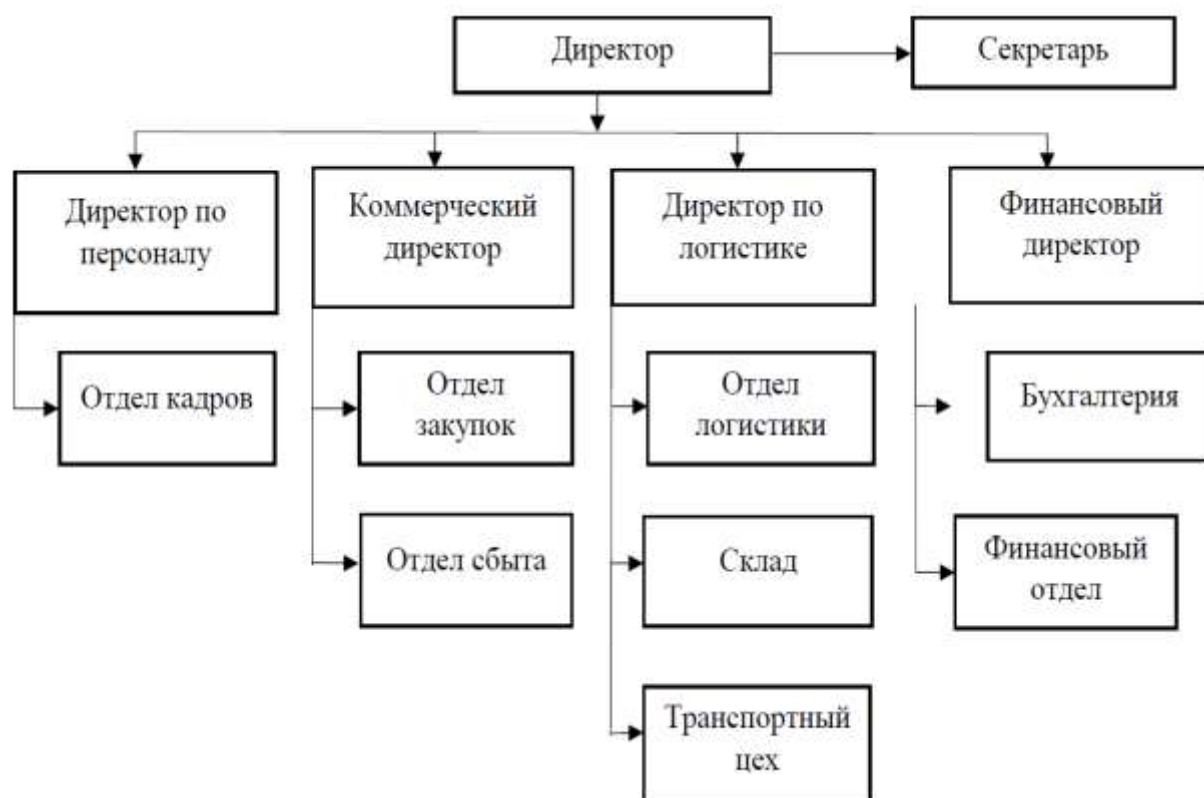 Директор
Секретарь
Директор по
персоналу
Коммерческий
директор
Директор по
логистике
Финансовый
директор
Отдел кадров
Отдел
закупок
Отдел
логистики
Бухгалтерия
Отдел сбыта
Склад
Финансовый
отдел
Транспортный
цех